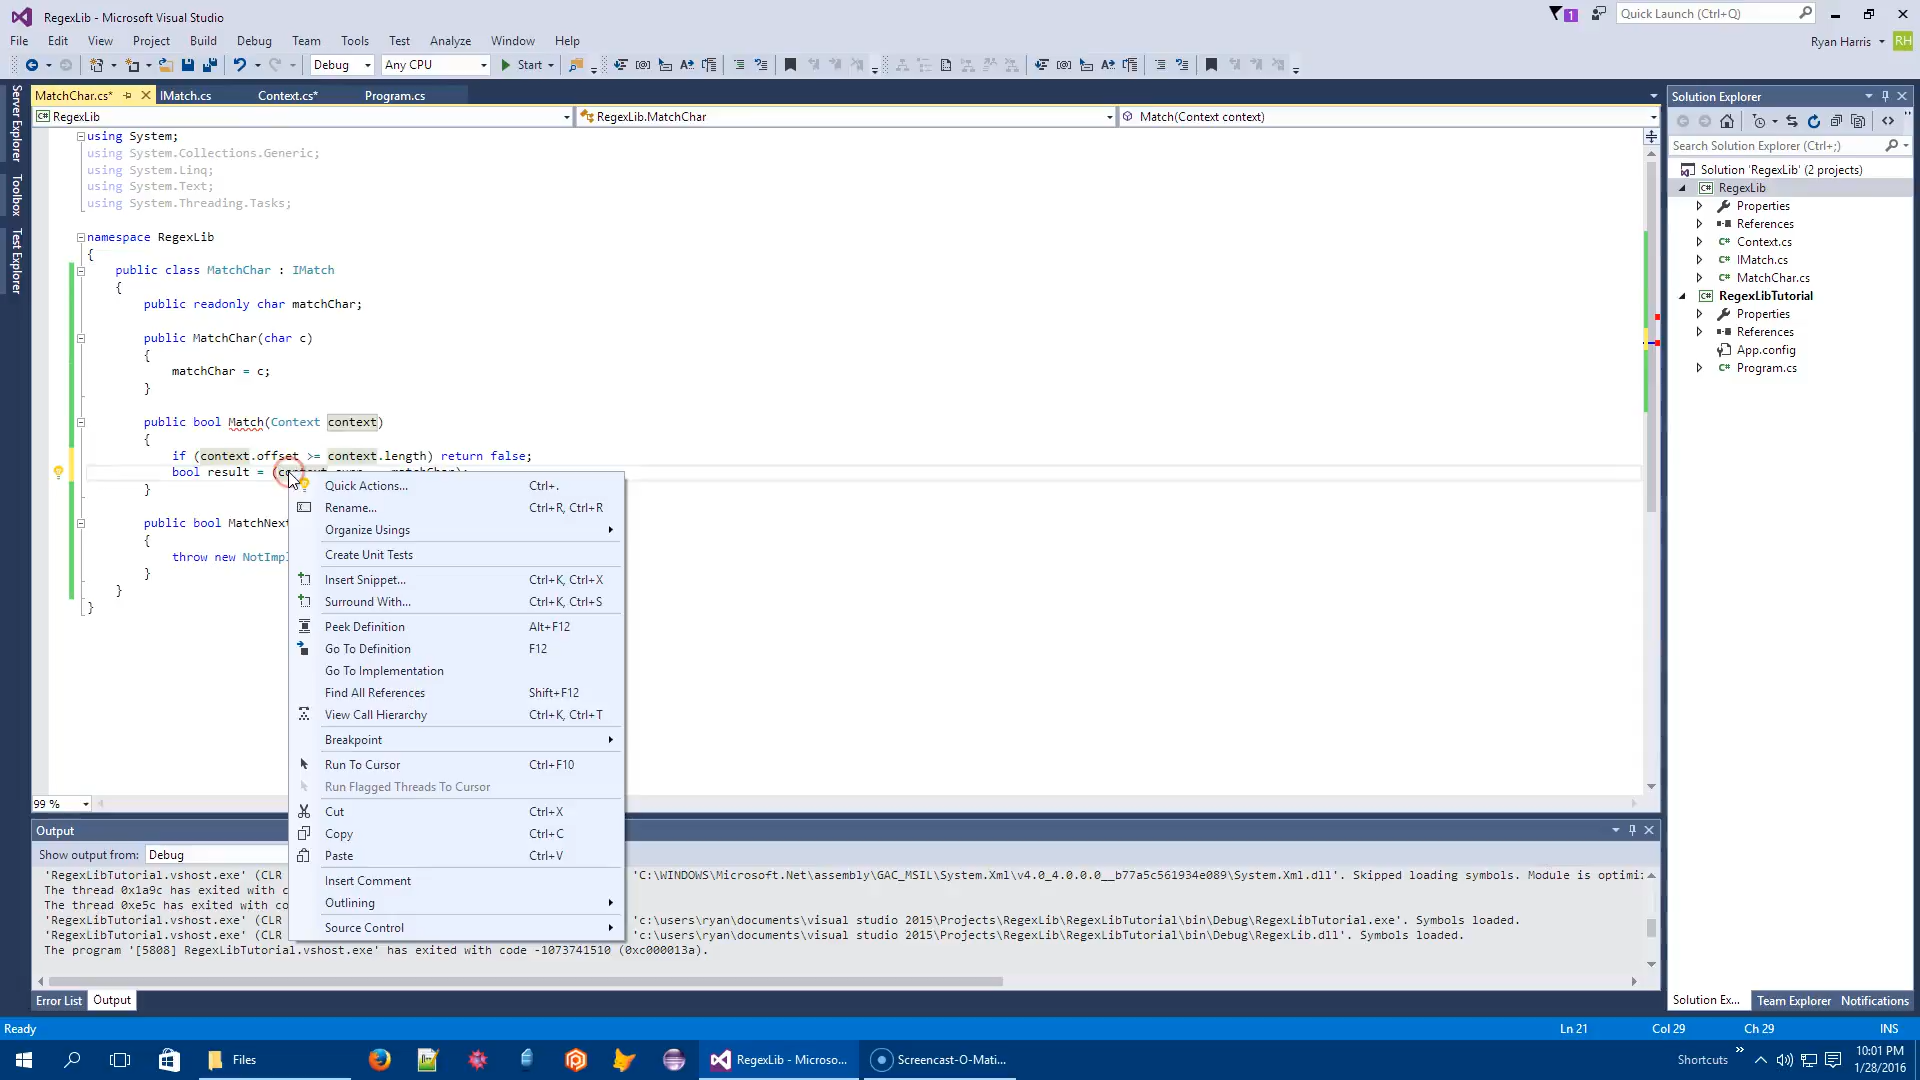 RegexLib - Microsoft Visual Studio
1
Quick Launch (Ctrl+Q)
File Edit View Project Build Debug Team Tools Test Analyze Window Help
Ryan Harris RH
Debug Any CPU Start
MatchChar.cs* IMatch.cs Context.cs* Program.cs
RegexLib RegexLib.MatchChar Match(Context context)
Server Explorer
Toolbox
Test Explorer
using System;
using System.Collections.Generic;
using System.Linq;
using System.Text;
using System.Threading.Tasks;
namespace RegexLib
{
public class MatchChar : IMatch
{
public readonly char matchChar;
public MatchChar(char c)
{
matchChar = c;
}
public bool Match(Context context)
{
if (context.offset >= context.length) return false;
bool result = (
}
public bool MatchNext
{
throw new NotImpl
}
}
}
Quick Actions... Ctrl+.
Rename... Ctrl+R, Ctrl+R
Organize Usings
Create Unit Tests
Insert Snippet... Ctrl+K, Ctrl+X
Surround With... Ctrl+K, Ctrl+S
Peek Definition Alt+F12
Go To Definition F12
Go To Implementation
Find All References Shift+F12
View Call Hierarchy Ctrl+K, Ctrl+T
Breakpoint
Run To Cursor Ctrl+F10
Run Flagged Threads To Cursor
Cut Ctrl+X
Copy Ctrl+C
Paste Ctrl+V
Insert Comment
Outlining
Source Control
99 %
Solution Explorer
Search Solution Explorer (Ctrl+;)
Solution 'RegexLib' (2 projects)
RegexLib
Properties
References
Context.cs
IMatch.cs
MatchChar.cs
RegexLibTutorial
Properties
References
App.config
Program.cs
Output
Show output from: Debug
'RegexLibTutorial.vshost.exe' (CLR 'C:\WINDOWS\Microsoft.Net\assembly\GAC_MSIL\System.Xml\v4.0_4.0.0.0__b77a5c561934e089\System.Xml.dll'. Skipped loading symbols. Module is optimi
The thread 0x1a9c has exited with c
The thread 0xe5c has exited with co
'RegexLibTutorial.vshost.exe' (CLR 'c:\users\ryan\documents\visual studio 2015\Projects\RegexLib\RegexLibTutorial\bin\Debug\RegexLibTutorial.exe'. Symbols loaded.
'RegexLibTutorial.vshost.exe' (CLR 'c:\users\ryan\documents\visual studio 2015\Projects\RegexLib\RegexLibTutorial\bin\Debug\RegexLib.dll'. Symbols loaded.
The program '[5808] RegexLibTutorial.vshost.exe' has exited with code -1073741510 (0xc000013a).
Error List Output
Solution Ex... Team Explorer Notifications
Ready Ln 21 Col 29 Ch 29 INS
Files RegexLib - Microso... Screencast-O-Mati... Shortcuts
10:01 PM
1/28/2016